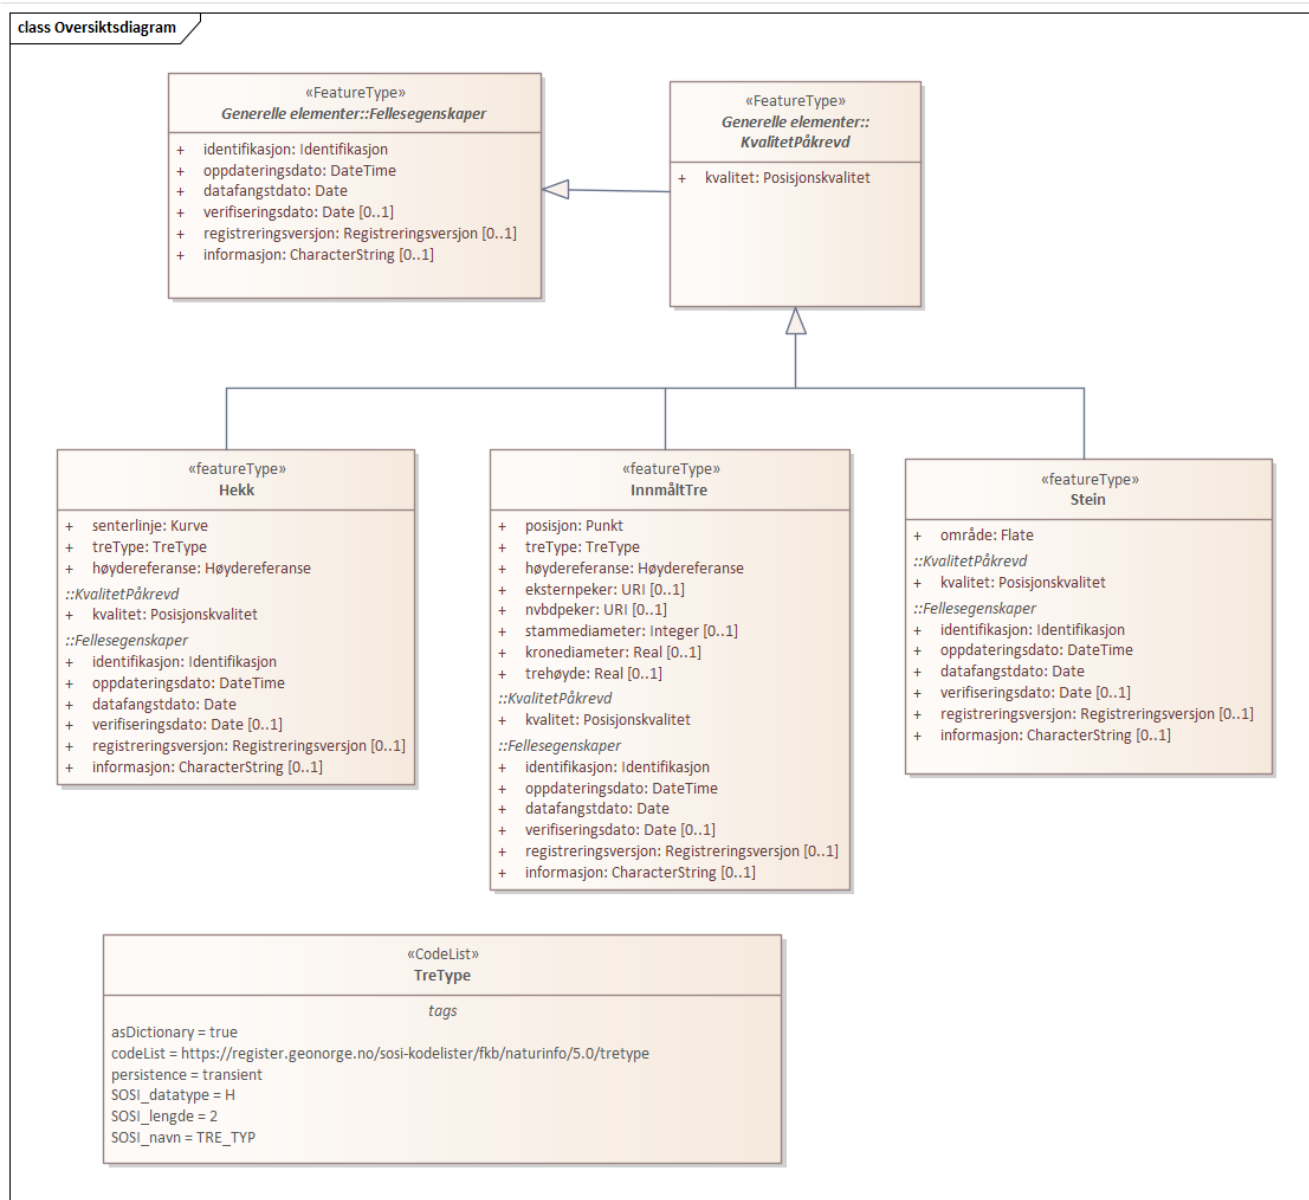 class Oversiktsdiagram
«FeatureType»
Generelle elementer::Fellesegenskaper
+ identifikasjon: Identifikasjon
+ oppdateringsdato: DateTime
+ datafangstdato: Date
+ verifiseringsdato: Date [0..1]
+ registreringsversjon: Registreringsversjon [0..1]
+ informasjon: CharacterString [0..1]
«FeatureType»
Generelle elementer::
KvalitetPåkrevd
+ kvalitet: Posisjonskvalitet
«featureType»
Hekk
+ senterlinje: Kurve
+ treType: TreType
+ høydereferanse: Høydereferanse
::KvalitetPåkrevd
+ kvalitet: Posisjonskvalitet
::Fellesegenskaper
+ identifikasjon: Identifikasjon
+ oppdateringsdato: DateTime
+ datafangstdato: Date
+ verifiseringsdato: Date [0..1]
+ registreringsversjon: Registreringsversjon [0..1]
+ informasjon: CharacterString [0..1]
«featureType»
InnmåltTre
+ posisjon: Punkt
+ treType: TreType
+ høydereferanse: Høydereferanse
+ eksternpeker: URI [0..1]
+ nvbdpeker: URI [0..1]
+ stammediameter: Integer [0..1]
+ kronediameter: Real [0..1]
+ trehøyde: Real [0..1]
::KvalitetPåkrevd
+ kvalitet: Posisjonskvalitet
::Fellesegenskaper
+ identifikasjon: Identifikasjon
+ oppdateringsdato: DateTime
+ datafangstdato: Date
+ verifiseringsdato: Date [0..1]
+ registreringsversjon: Registreringsversjon [0..1]
+ informasjon: CharacterString [0..1]
«featureType»
Stein
+ område: Flate
::KvalitetPåkrevd
+ kvalitet: Posisjonskvalitet
::Fellesegenskaper
+ identifikasjon: Identifikasjon
+ oppdateringsdato: DateTime
+ datafangstdato: Date
+ verifiseringsdato: Date [0..1]
+ registreringsversjon: Registreringsversjon [0..1]
+ informasjon: CharacterString [0..1]
«CodeList»
TreType
tags
asDictionary = true
codeList = https://register.geonorge.no/sosi-kodelister/fkb/naturinfo/5.0/tretype
persistence = transient
SOSI_datatype = H
SOSI_lengde = 2
SOSI_navn = TRE_TYP